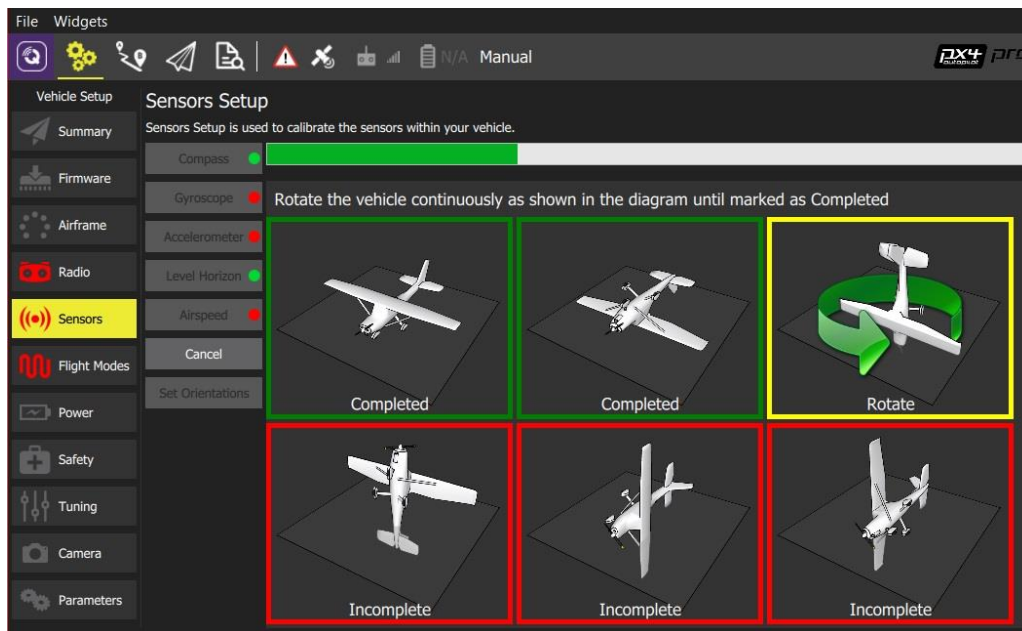 File Widgets
N/A Manual
px4 autopilot pro
Vehicle Setup
Summary
Firmware
Airframe
Radio
Sensors
Flight Modes
Power
Safety
Tuning
Camera
Parameters
Sensors Setup
Sensors Setup is used to calibrate the sensors within your vehicle.
Compass
Gyroscope
Accelerometer
Level Horizon
Airspeed
Cancel
Set Orientations
Rotate the vehicle continuously as shown in the diagram until marked as Completed
Completed
Completed
Rotate
Incomplete
Incomplete
Incomplete